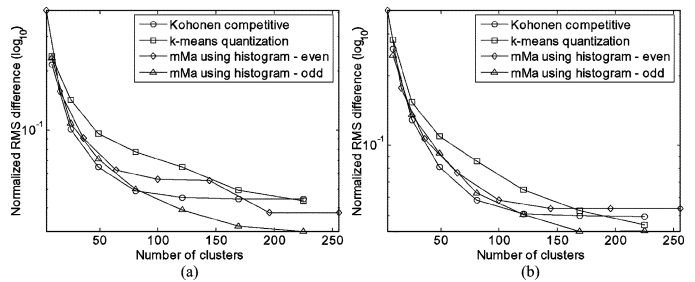 Normalized RMS difference (log10)
10^-1
Kohonen competitive
k-means quantization
mMa using histogram - even
mMa using histogram - odd
50 100 150 200 250
Number of clusters
(a)
Normalized RMS difference (log10)
10^-1
Kohonen competitive
k-means quantization
mMa using histogram - even
mMa using histogram - odd
50 100 150 200 250
Number of clusters
(b)